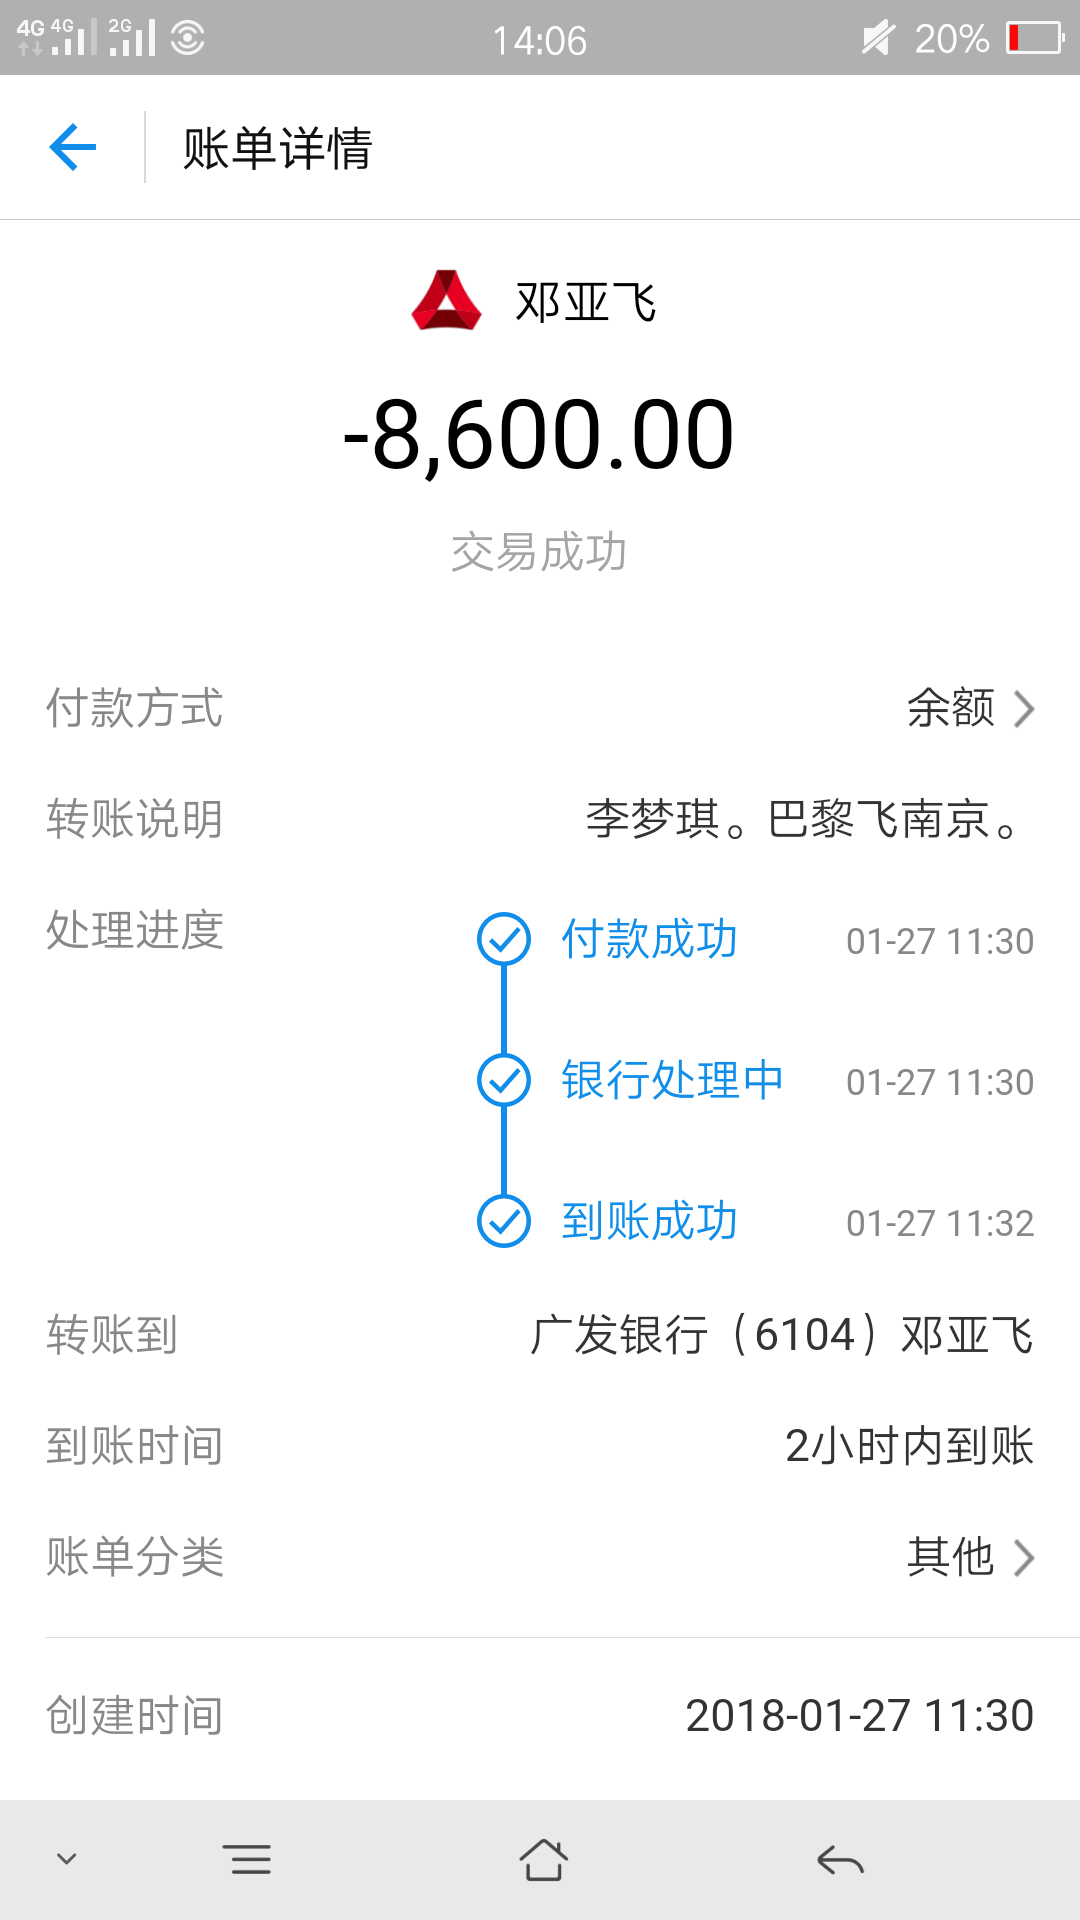 4G 4G 2G 14:06 20%
账单详情
邓亚飞
-8,600.00
交易成功
付款方式 余额
转账说明 李梦琪。巴黎飞南京。
处理进度 付款成功 01-27 11:30
银行处理中 01-27 11:30
到账成功 01-27 11:32
转账到 广发银行（6104）邓亚飞
到账时间 2小时内到账
账单分类 其他
创建时间 2018-01-27 11:30